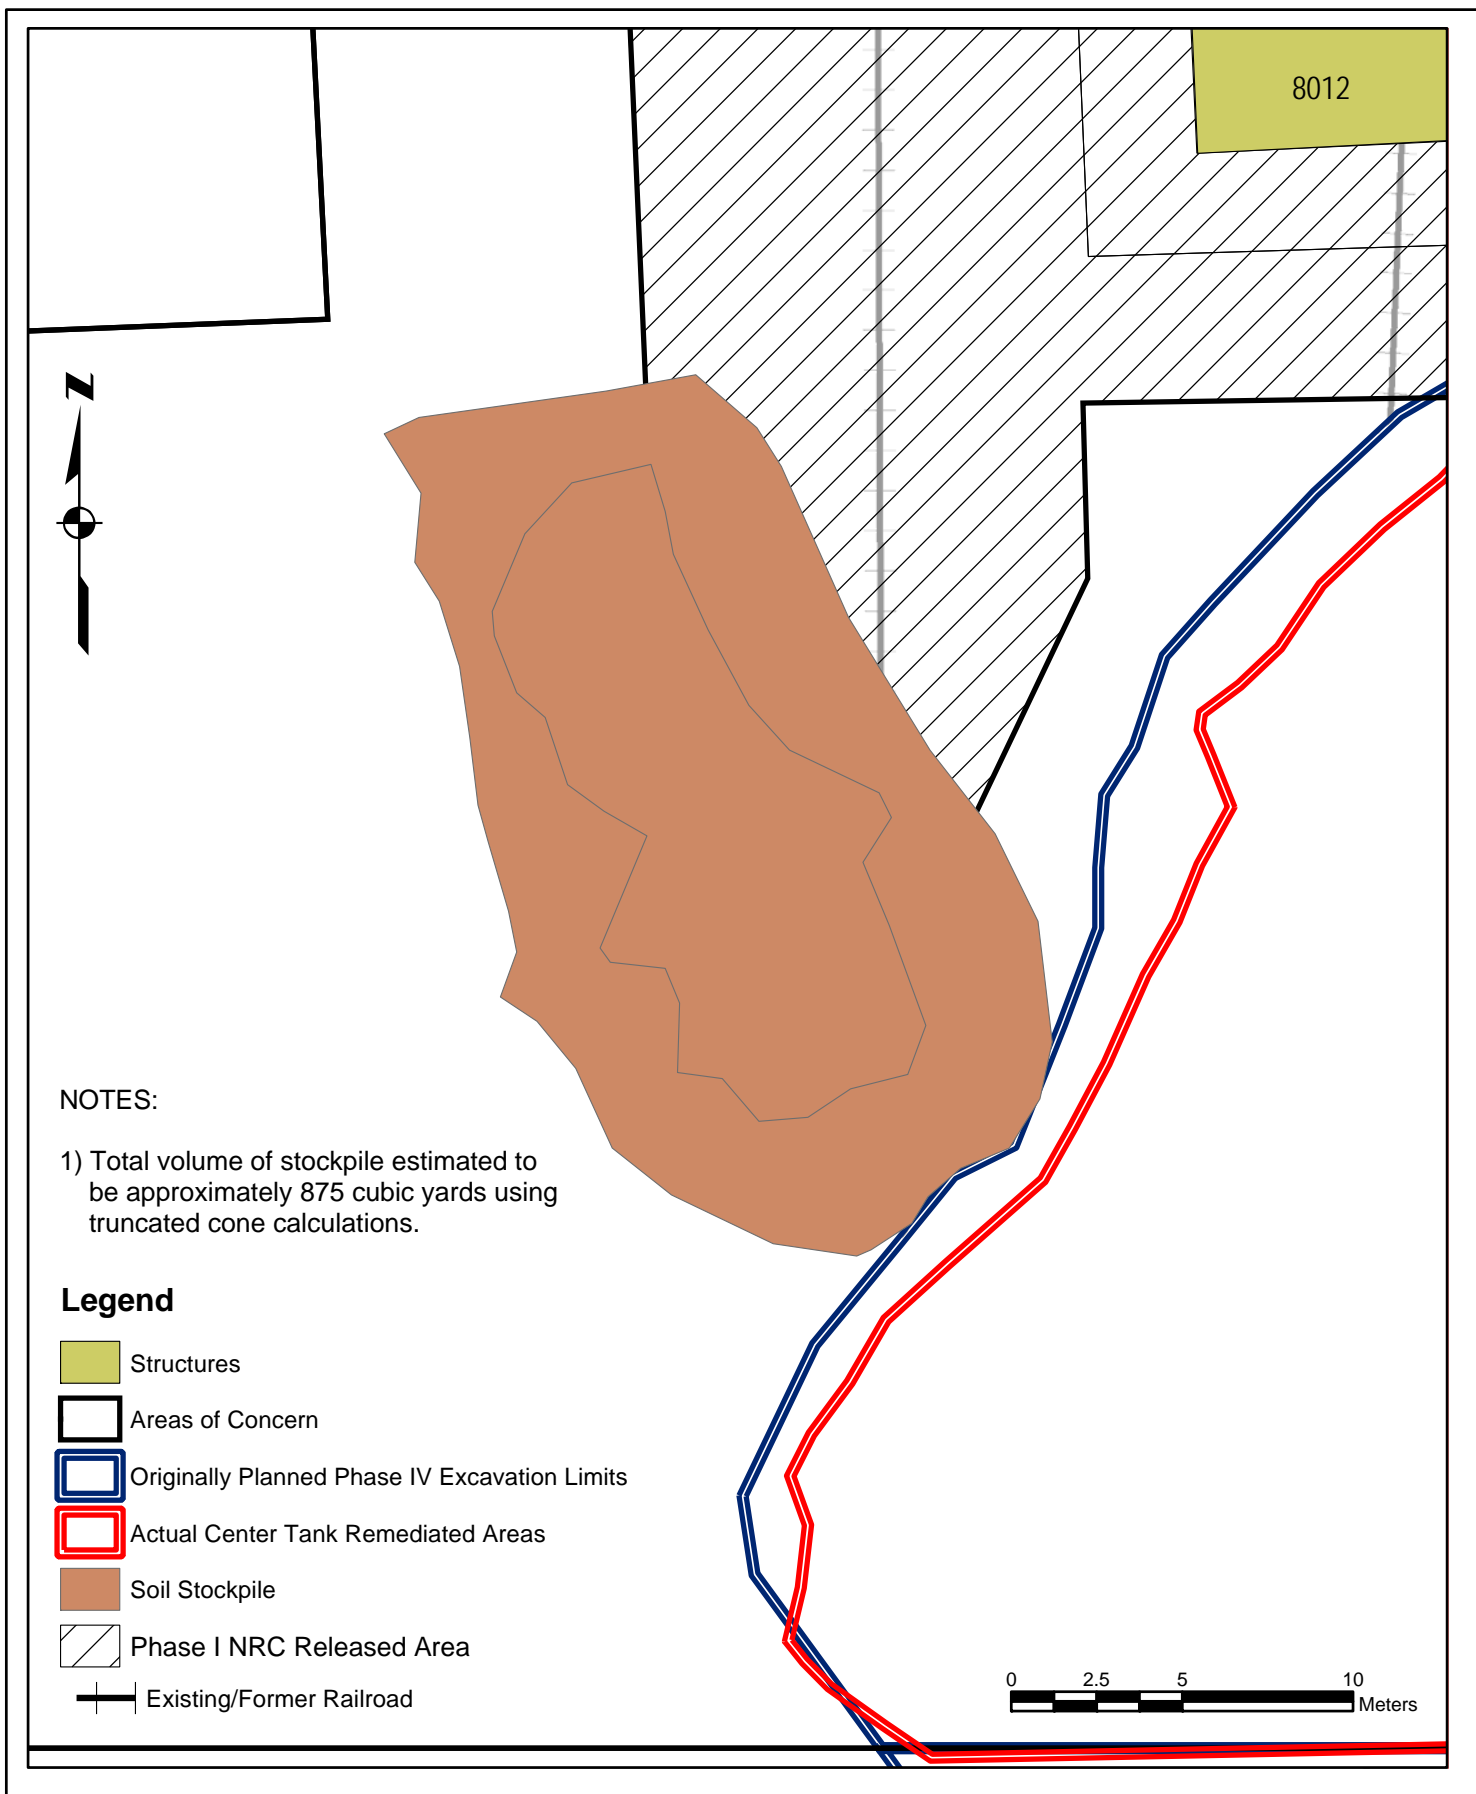 8012
N
NOTES:
1) Total volume of stockpile estimated to
be approximately 875 cubic yards using
truncated cone calculations.
Legend
Structures
Areas of Concern
Originally Planned Phase IV Excavation Limits
Actual Center Tank Remediated Areas
Soil Stockpile
Phase I NRC Released Area
Existing/Former Railroad
0 2.5 5 10
Meters